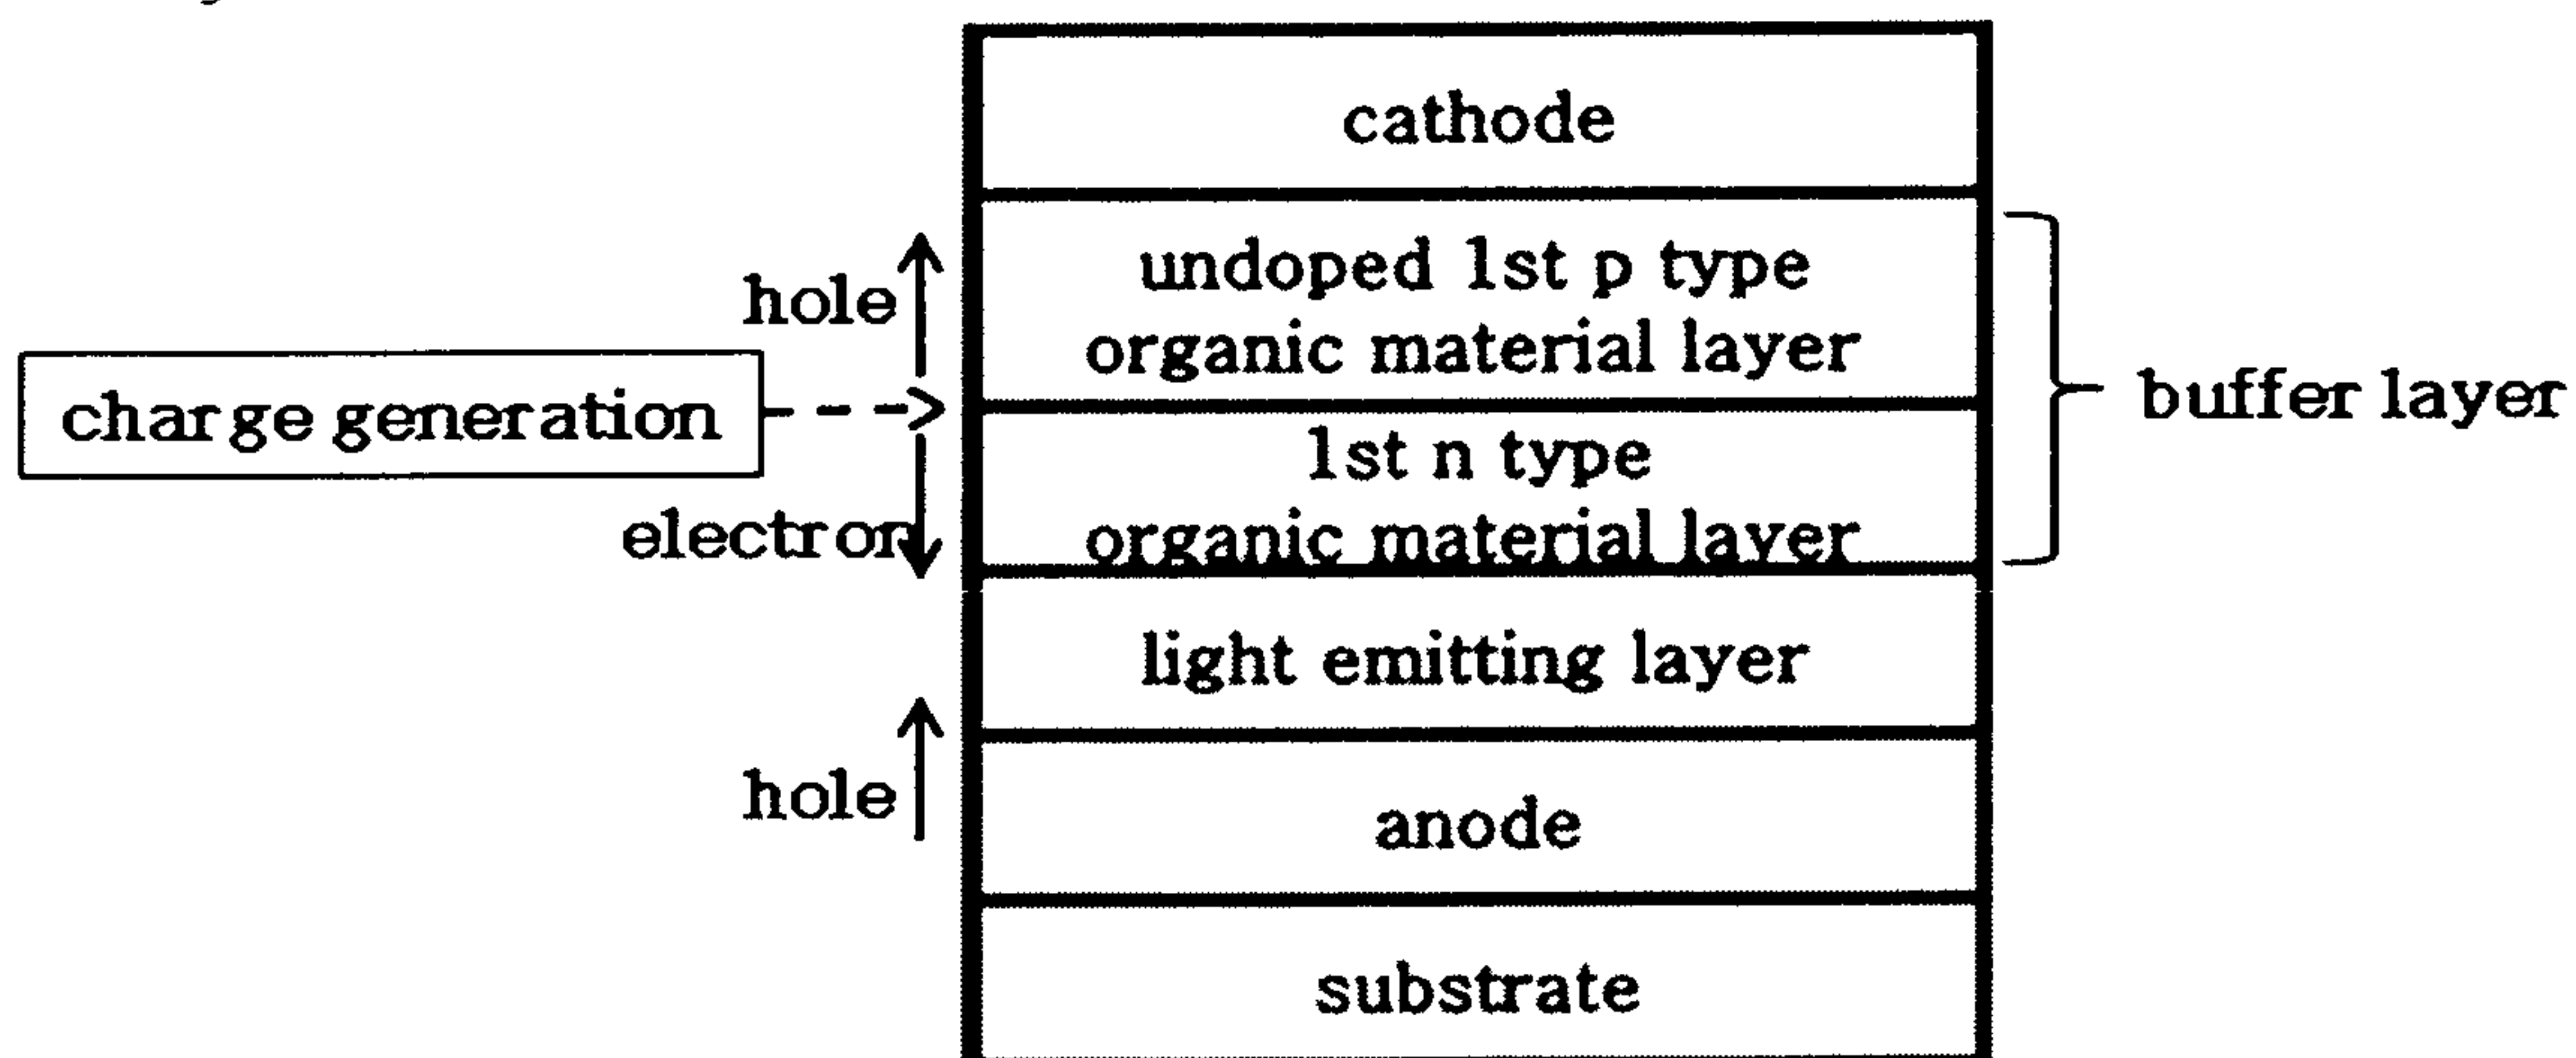 cathode
undoped 1st p type
organic material layer
hole
charge generation
buffer layer
1st n type
organic material layer
electron
light emitting layer
hole
anode
substrate